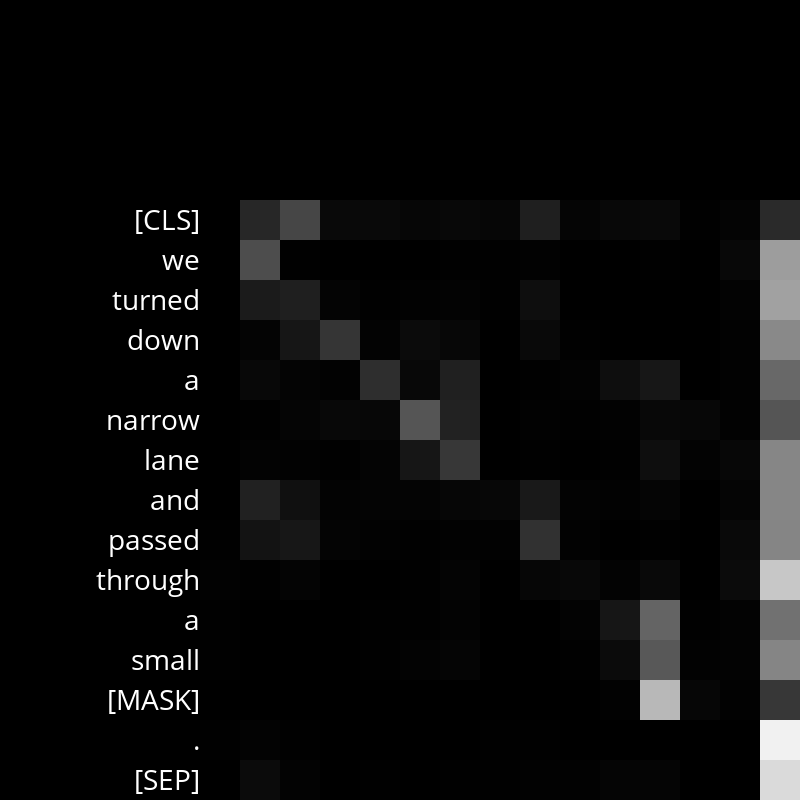 [CLS]
we
turned
down
a
narrow
lane
and
passed
through
a
small
[MASK]
.
[SEP]